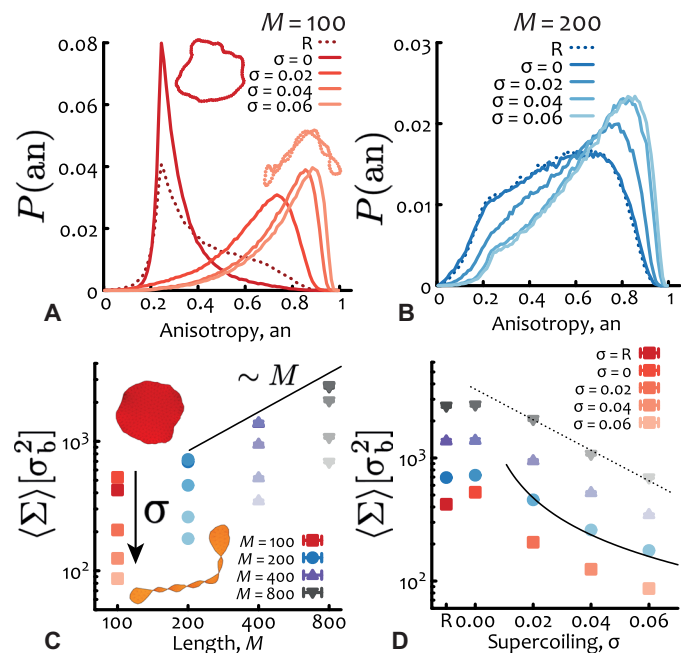 M = 100
0.08
R
σ = 0
σ = 0.02
0.06
σ = 0.04
σ = 0.06
P(an)
0.04
0.02
0
0 0.2 0.4 0.6 0.8 1
A
Anisotropy, an
M = 200
0.03
R
σ = 0
σ = 0.02
σ = 0.04
0.02
σ = 0.06
P(an)
0.01
0
0 0.2 0.4 0.6 0.8 1
B
Anisotropy, an
∼ M
10³
⟨Σ⟩[σ_b²]
σ
M = 100
M = 200
M = 400
M = 800
10²
100 200 400 800
C
Length, M
σ = R
σ = 0
σ = 0.02
σ = 0.04
σ = 0.06
10³
⟨Σ⟩[σ_b²]
10²
R 0.00 0.02 0.04 0.06
D
Supercoiling, σ